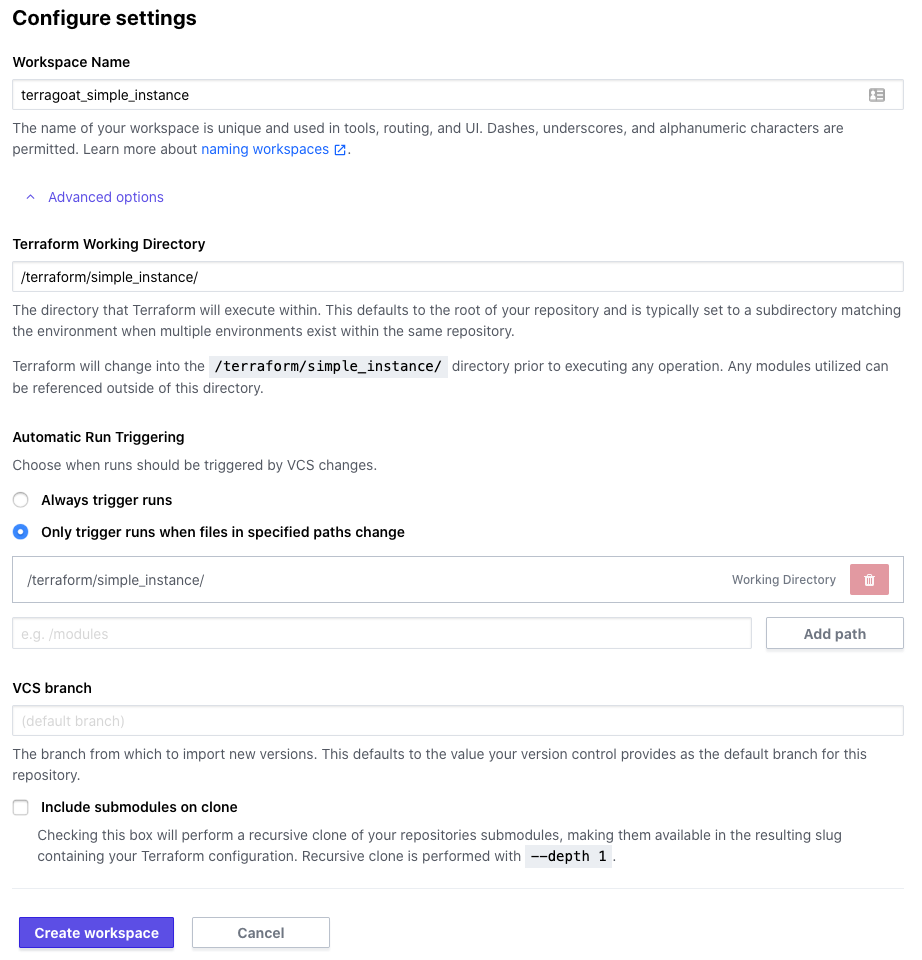 Configure settings
Workspace Name
terragoat_simple_instance
The name of your workspace is unique and used in tools, routing, and UI. Dashes, underscores, and alphanumeric characters are
permitted. Learn more about naming workspaces.
Advanced options
Terraform Working Directory
/terraform/simple_instance/
The directory that Terraform will execute within. This defaults to the root of your repository and is typically set to a subdirectory matching
the environment when multiple environments exist within the same repository.
Terraform will change into the /terraform/simple_instance/ directory prior to executing any operation. Any modules utilized can
be referenced outside of this directory.
Automatic Run Triggering
Choose when runs should be triggered by VCS changes.
Always trigger runs
Only trigger runs when files in specified paths change
/terraform/simple_instance/ Working Directory
e.g. /modules Add path
VCS branch
(default branch)
The branch from which to import new versions. This defaults to the value your version control provides as the default branch for this
repository.
Include submodules on clone
Checking this box will perform a recursive clone of your repositories submodules, making them available in the resulting slug
containing your Terraform configuration. Recursive clone is performed with --depth 1.
Create workspace Cancel